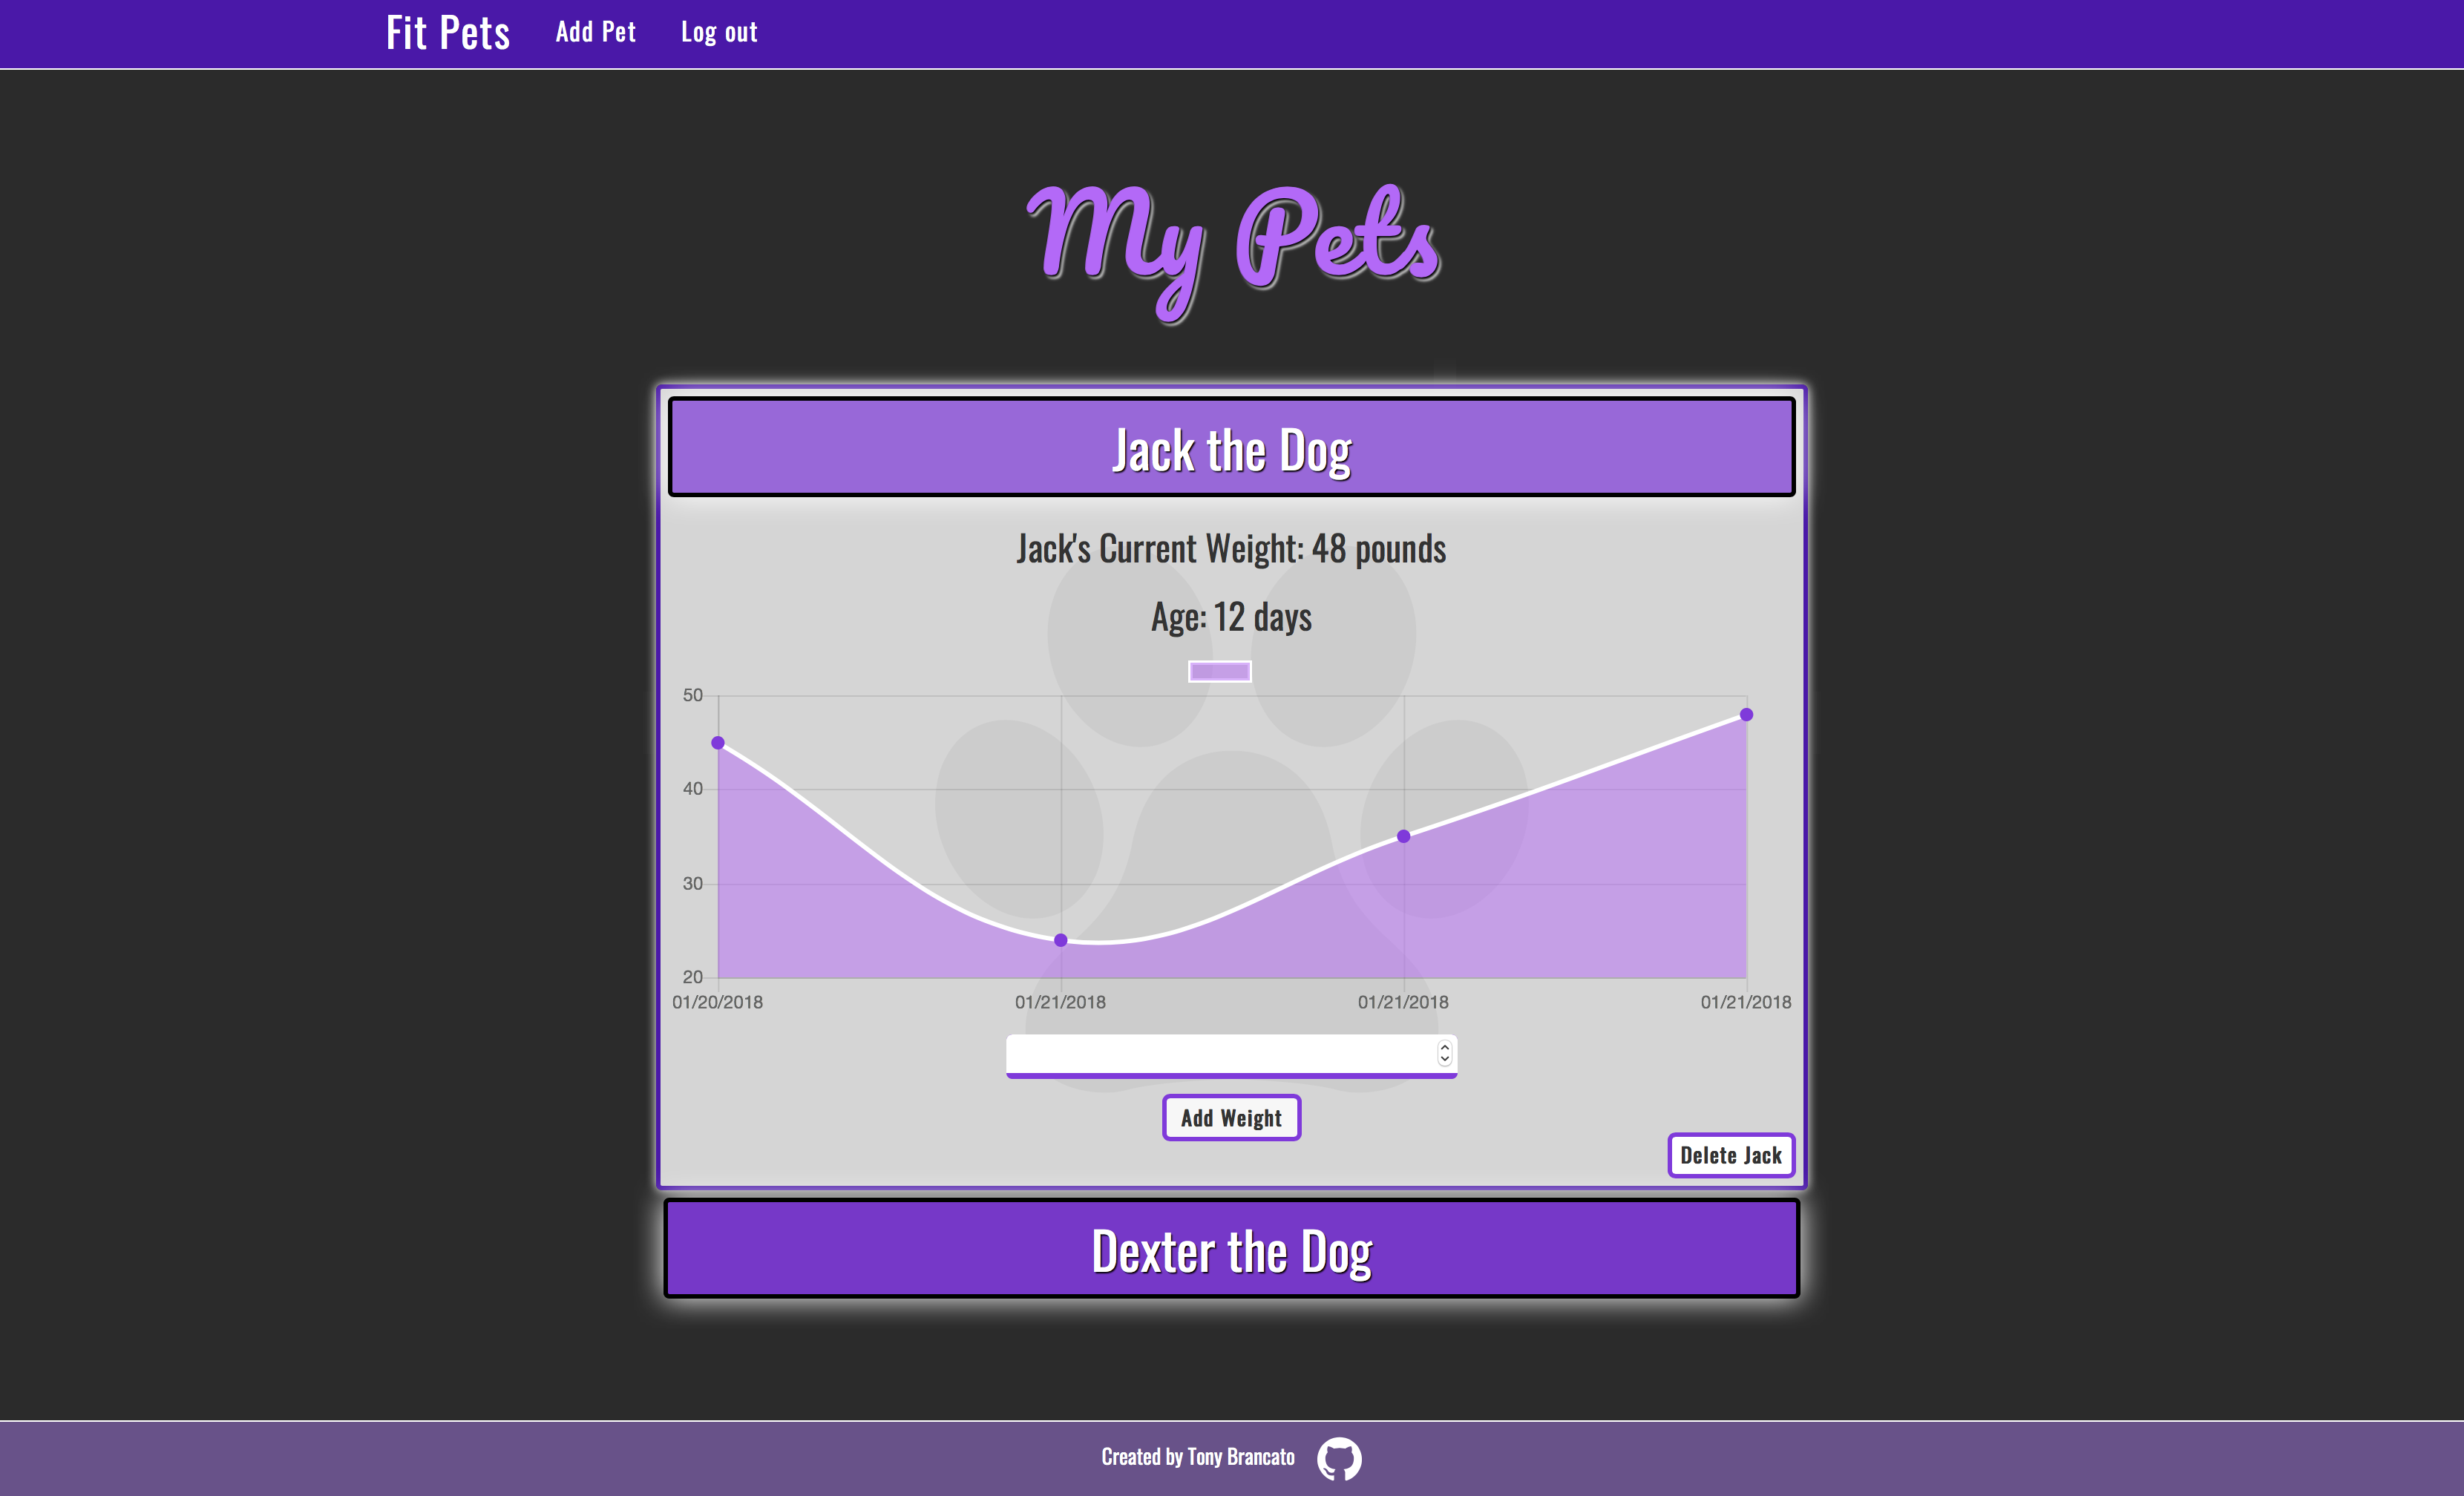 Fit Pets Add Pet Log out
My Pets
Jack the Dog
Jack's Current Weight: 48 pounds
Age: 12 days
50
40
30
20
01/20/2018 01/21/2018 01/21/2018 01/21/2018
Add Weight
Delete Jack
Dexter the Dog
Created by Tony Brancato